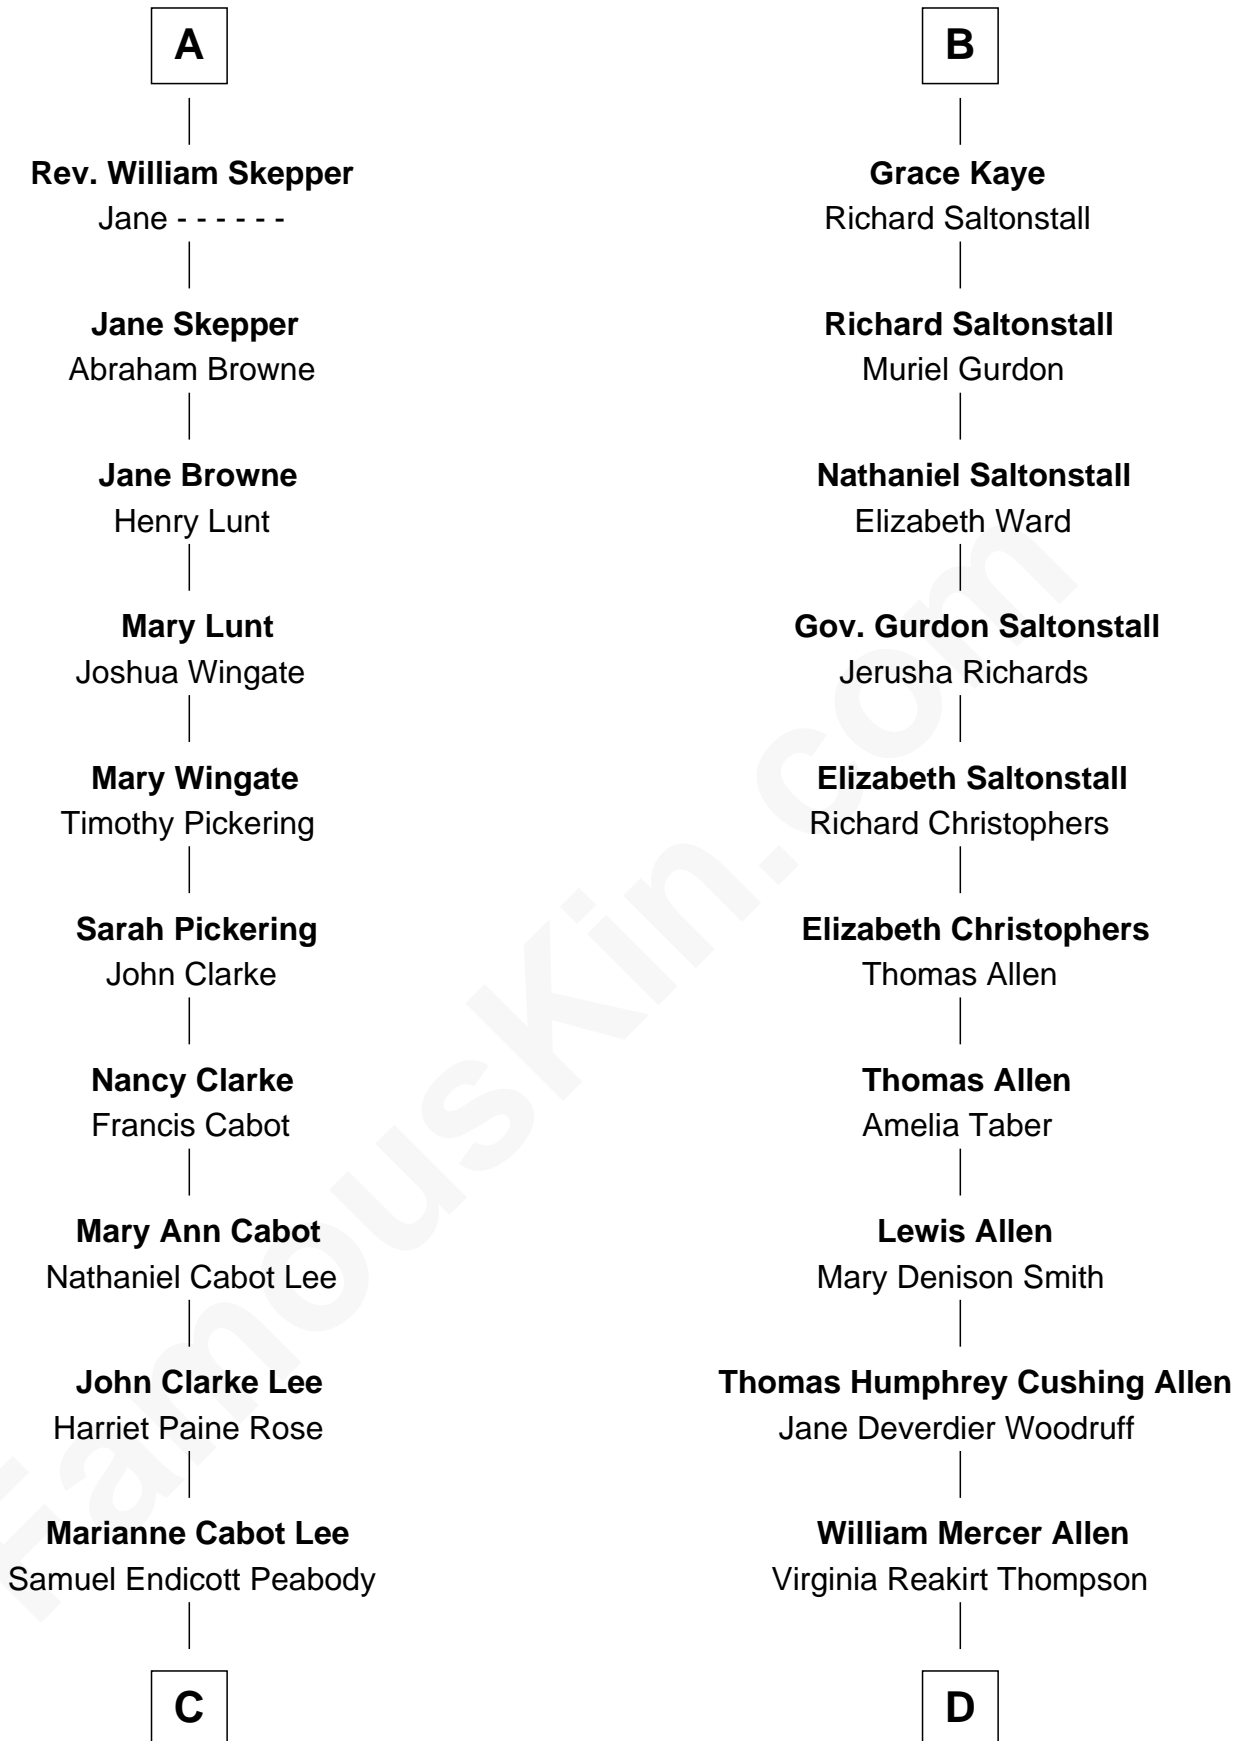 A
Rev. William Skepper
Jane - - - - - -
Jane Skepper
Abraham Browne
Jane Browne
Henry Lunt
Mary Lunt
Joshua Wingate
Mary Wingate
Timothy Pickering
Sarah Pickering
John Clarke
Nancy Clarke
Francis Cabot
Mary Ann Cabot
Nathaniel Cabot Lee
John Clarke Lee
Harriet Paine Rose
Marianne Cabot Lee
Samuel Endicott Peabody
C
B
Grace Kaye
Richard Saltonstall
Richard Saltonstall
Muriel Gurdon
Nathaniel Saltonstall
Elizabeth Ward
Gov. Gurdon Saltonstall
Jerusha Richards
Elizabeth Saltonstall
Richard Christophers
Elizabeth Christophers
Thomas Allen
Thomas Allen
Amelia Taber
Lewis Allen
Mary Denison Smith
Thomas Humphrey Cushing Allen
Jane Deverdier Woodruff
William Mercer Allen
Virginia Reakirt Thompson
D
FamousKin.com